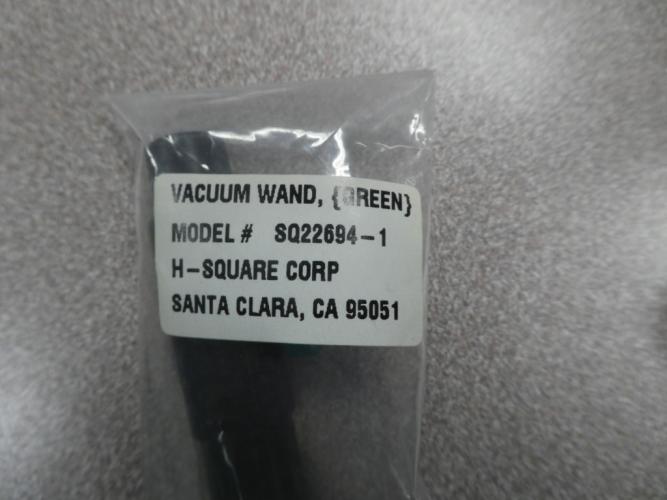 VACUUM WAND, {GREEN}
MODEL # SQ22694-1
H-SQUARE CORP
SANTA CLARA, CA 95051